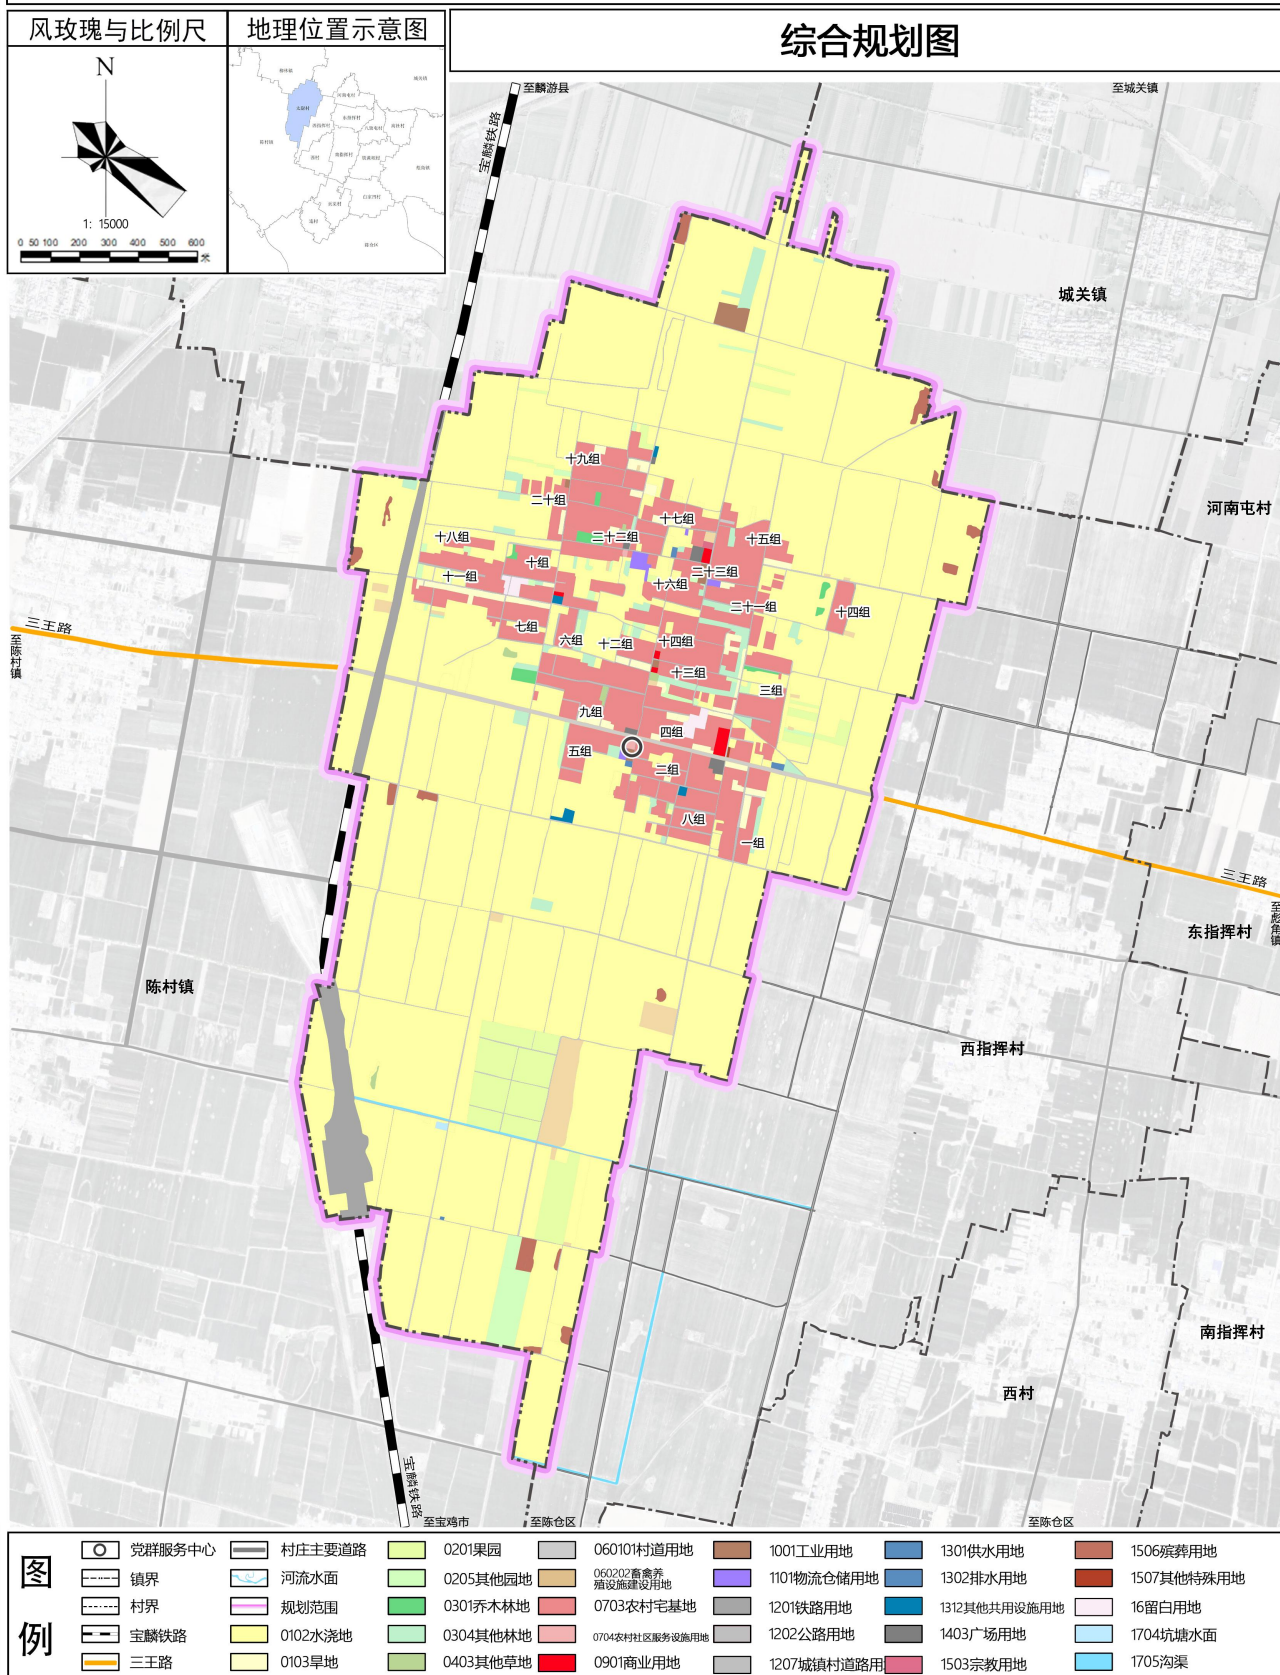 风玫瑰与比例尺
地理位置示意图
综合规划图
N
1: 15000
0 50 100 200 300 400 500 600
米
至麟游县
至城关镇
宝麟铁路
城关镇
河南屯村
十九组
二十组
十七组
十八组
二十二组
十五组
十组
二十三组
十一组
十六组
二十一组
十四组
七组
六组
十二组
十四组
十三组
三组
九组
四组
五组
二组
八组
一组
三王路
至陈村镇
三王路
至彪角镇
东指挥村
陈村镇
西指挥村
南指挥村
西村
宝麟铁路
至宝鸡市
至陈仓区
至陈仓区
图例
党群服务中心
镇界
村界
宝麟铁路
三王路
村庄主要道路
河流水面
规划范围
0102水浇地
0103旱地
0201果园
0205其他园地
0301乔木林地
0304其他林地
0403其他草地
060101村道用地
060202畜禽养
殖设施建设用地
0703农村宅基地
0704农村社区服务设施用地
0901商业用地
1001工业用地
1101物流仓储用地
1201铁路用地
1202公路用地
1207城镇村道路用
1301供水用地
1302排水用地
1312其他共用设施用地
1403广场用地
1503宗教用地
1506殡葬用地
1507其他特殊用地
16留白用地
1704坑塘水面
1705沟渠